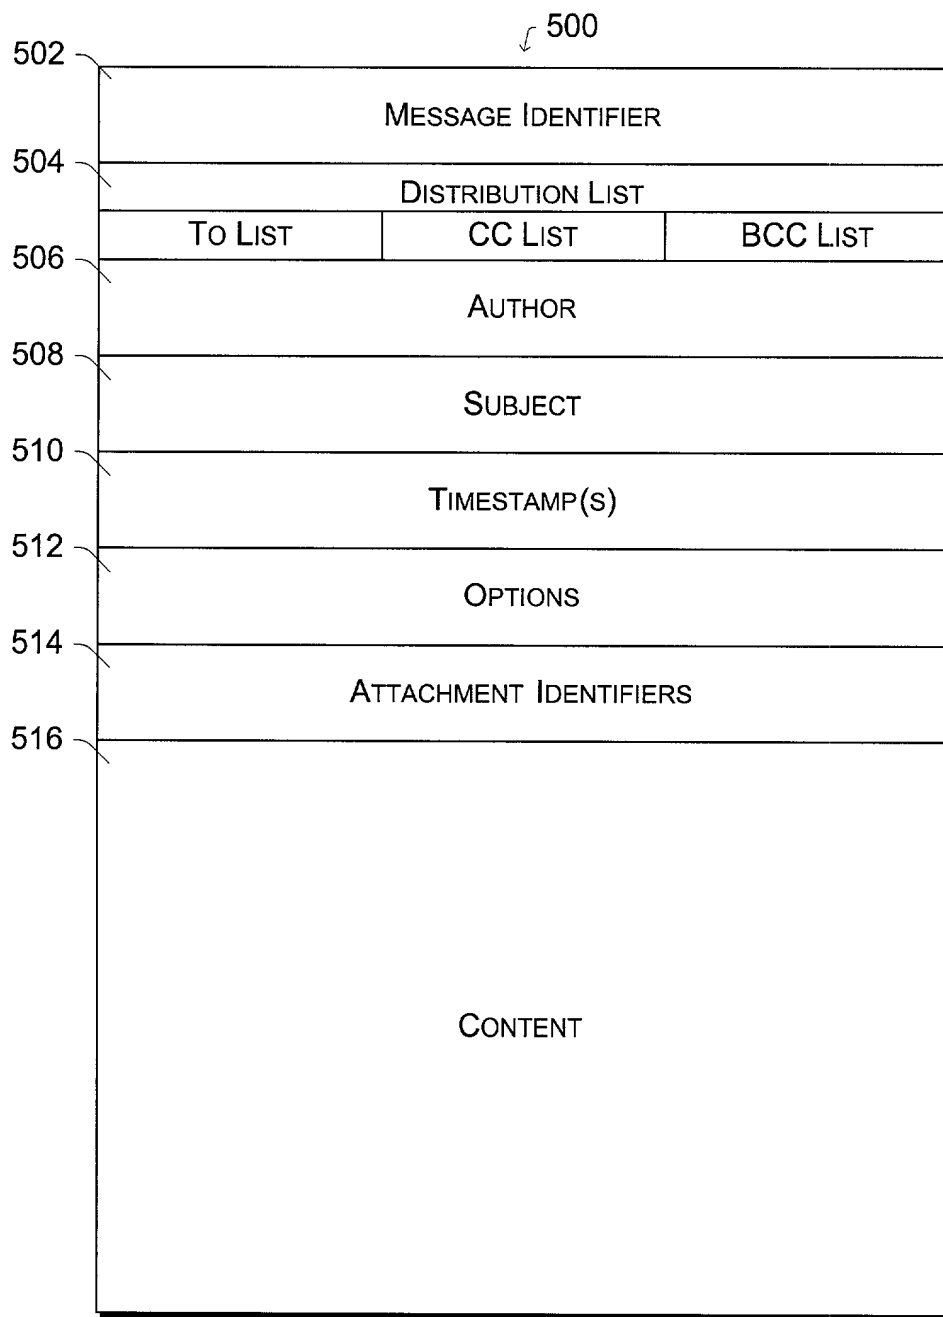 500
502
MESSAGE IDENTIFIER
504
DISTRIBUTION LIST
TO LIST CC LIST BCC LIST
506
AUTHOR
508
SUBJECT
510
TIMESTAMP(S)
512
OPTIONS
514
ATTACHMENT IDENTIFIERS
516
CONTENT